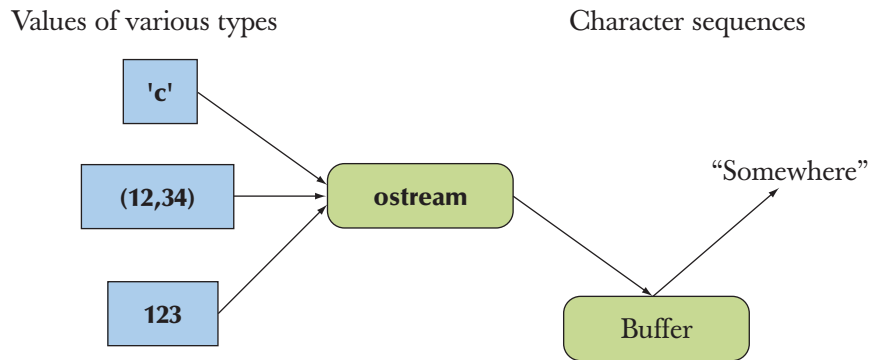 Values of various types
Character sequences
'c'
(12,34)
ostream
“Somewhere”
123
Buffer